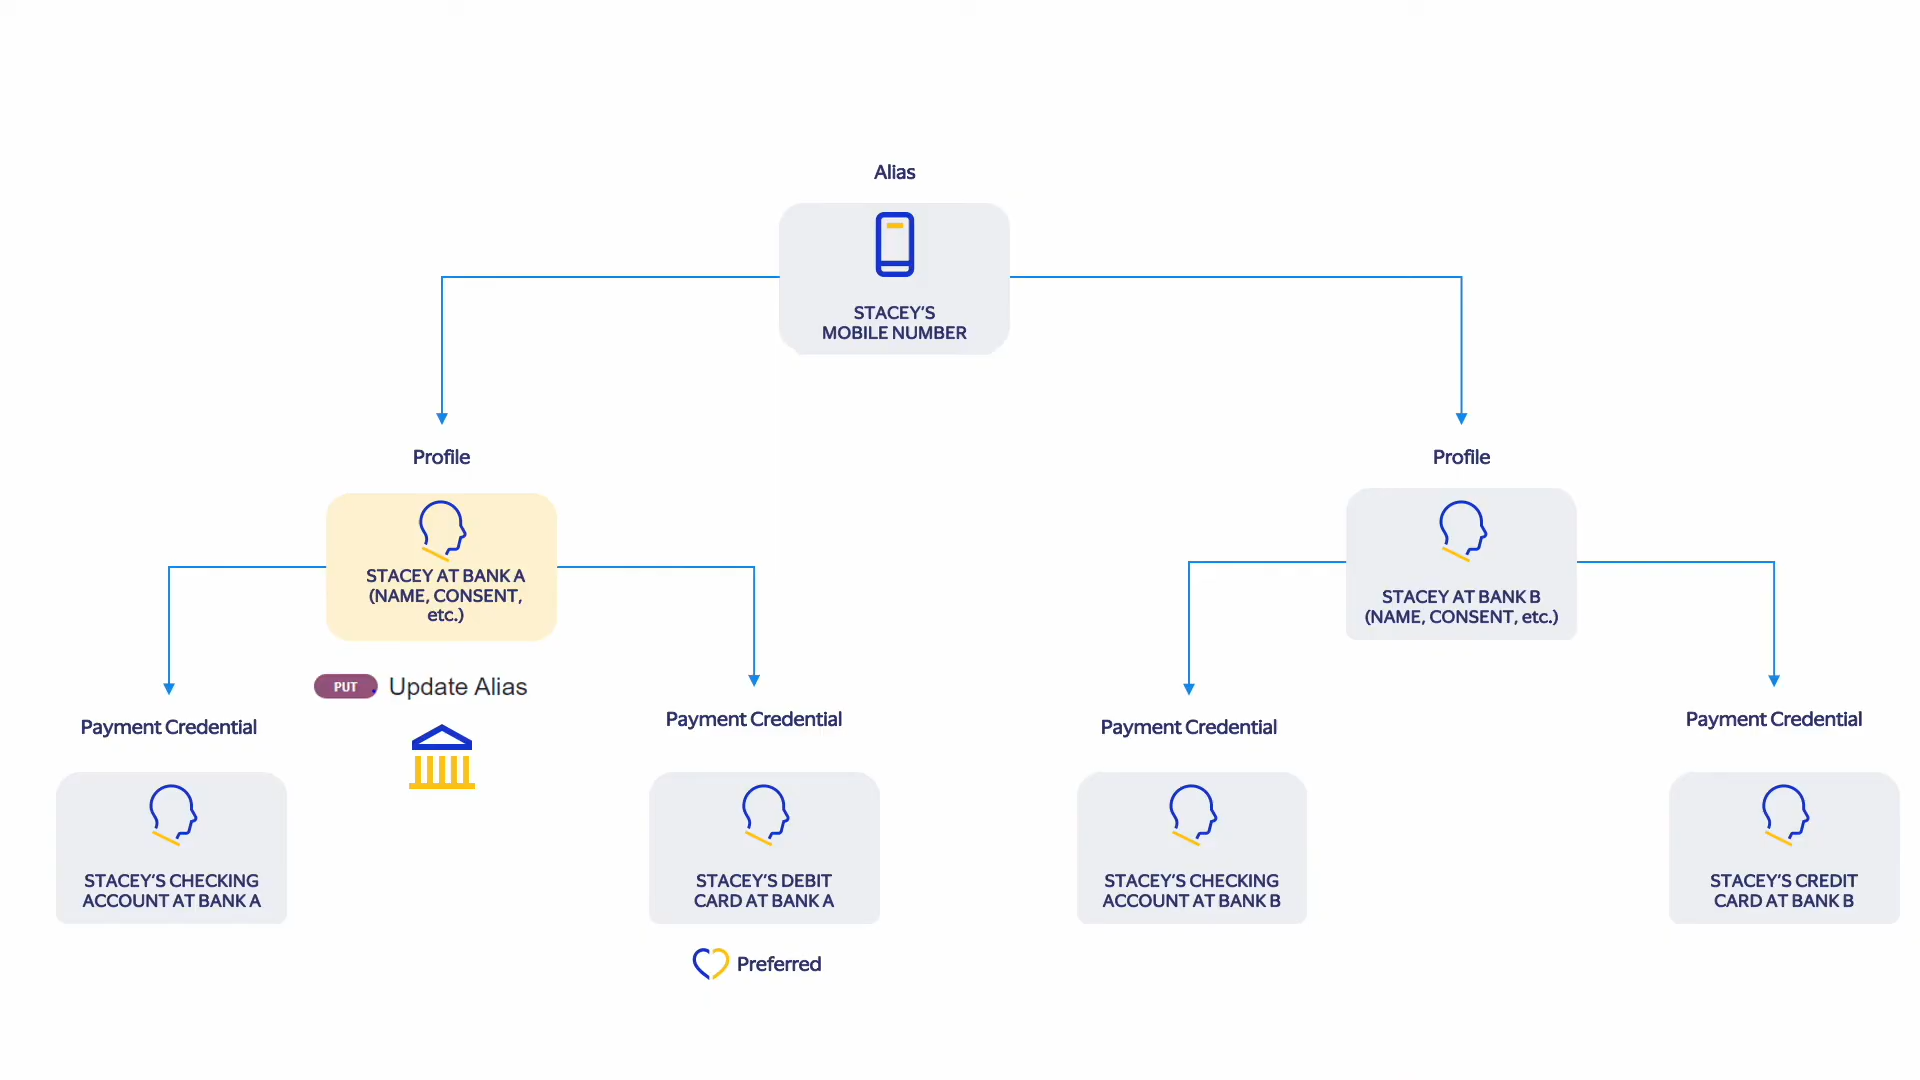 Alias
STACEY'S
MOBILE NUMBER
Profile
Profile
STACEY AT BANK A
(NAME, CONSENT,
etc.)
STACEY AT BANK B
(NAME, CONSENT, etc.)
PUT Update Alias
Payment Credential
Payment Credential
Payment Credential
Payment Credential
STACEY'S CHECKING
ACCOUNT AT BANK A
STACEY'S DEBIT
CARD AT BANK A
STACEY'S CHECKING
ACCOUNT AT BANK B
STACEY'S CREDIT
CARD AT BANK B
Preferred